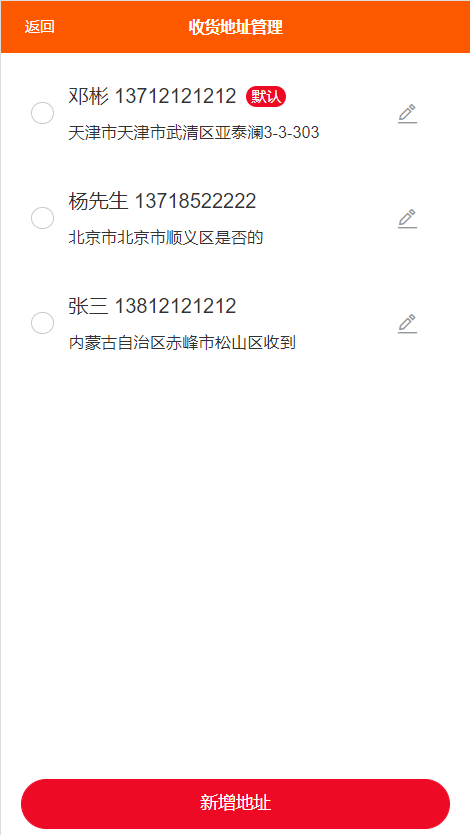 返回
收货地址管理
邓彬 13712121212 默认
天津市天津市武清区亚泰澜3-3-303
杨先生 13718522222
北京市北京市顺义区是否的
张三 13812121212
内蒙古自治区赤峰市松山区收到
新增地址